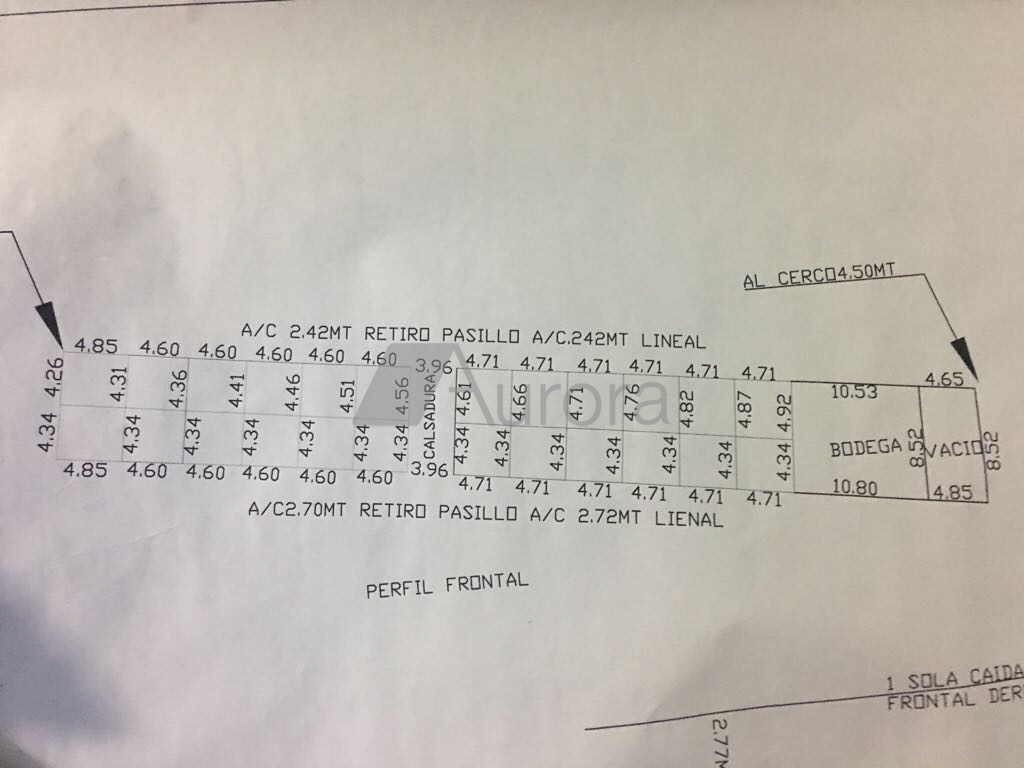 AL CERCO4.50MT
A/C 2.42MT RETIRO PASILLO A/C.242MT LINEAL
4.85 4.60 4.60 4.60 4.60 4.60 3.96 4.71 4.71 4.71 4.71 4.71 4.71 10.53 4.65
4.26 4.31 4.36 4.41 4.46 4.51 4.56 CALSADURA 4.61 4.66 4.71 4.76 4.82 4.87 4.92
Aurora
4.34 4.34 4.34 4.34 4.34 4.34 4.34 4.34 4.34 4.34 4.34 4.34 4.34 4.34 BODEGA 8.52 VACIO 8.52
4.85 4.60 4.60 4.60 4.60 4.60 3.96 4.71 4.71 4.71 4.71 4.71 4.71 10.80 4.85
A/C2.70MT RETIRO PASILLO A/C 2.72MT LIENAL
PERFIL FRONTAL
1 SOLA CAIDA
FRONTAL DER
2.77M